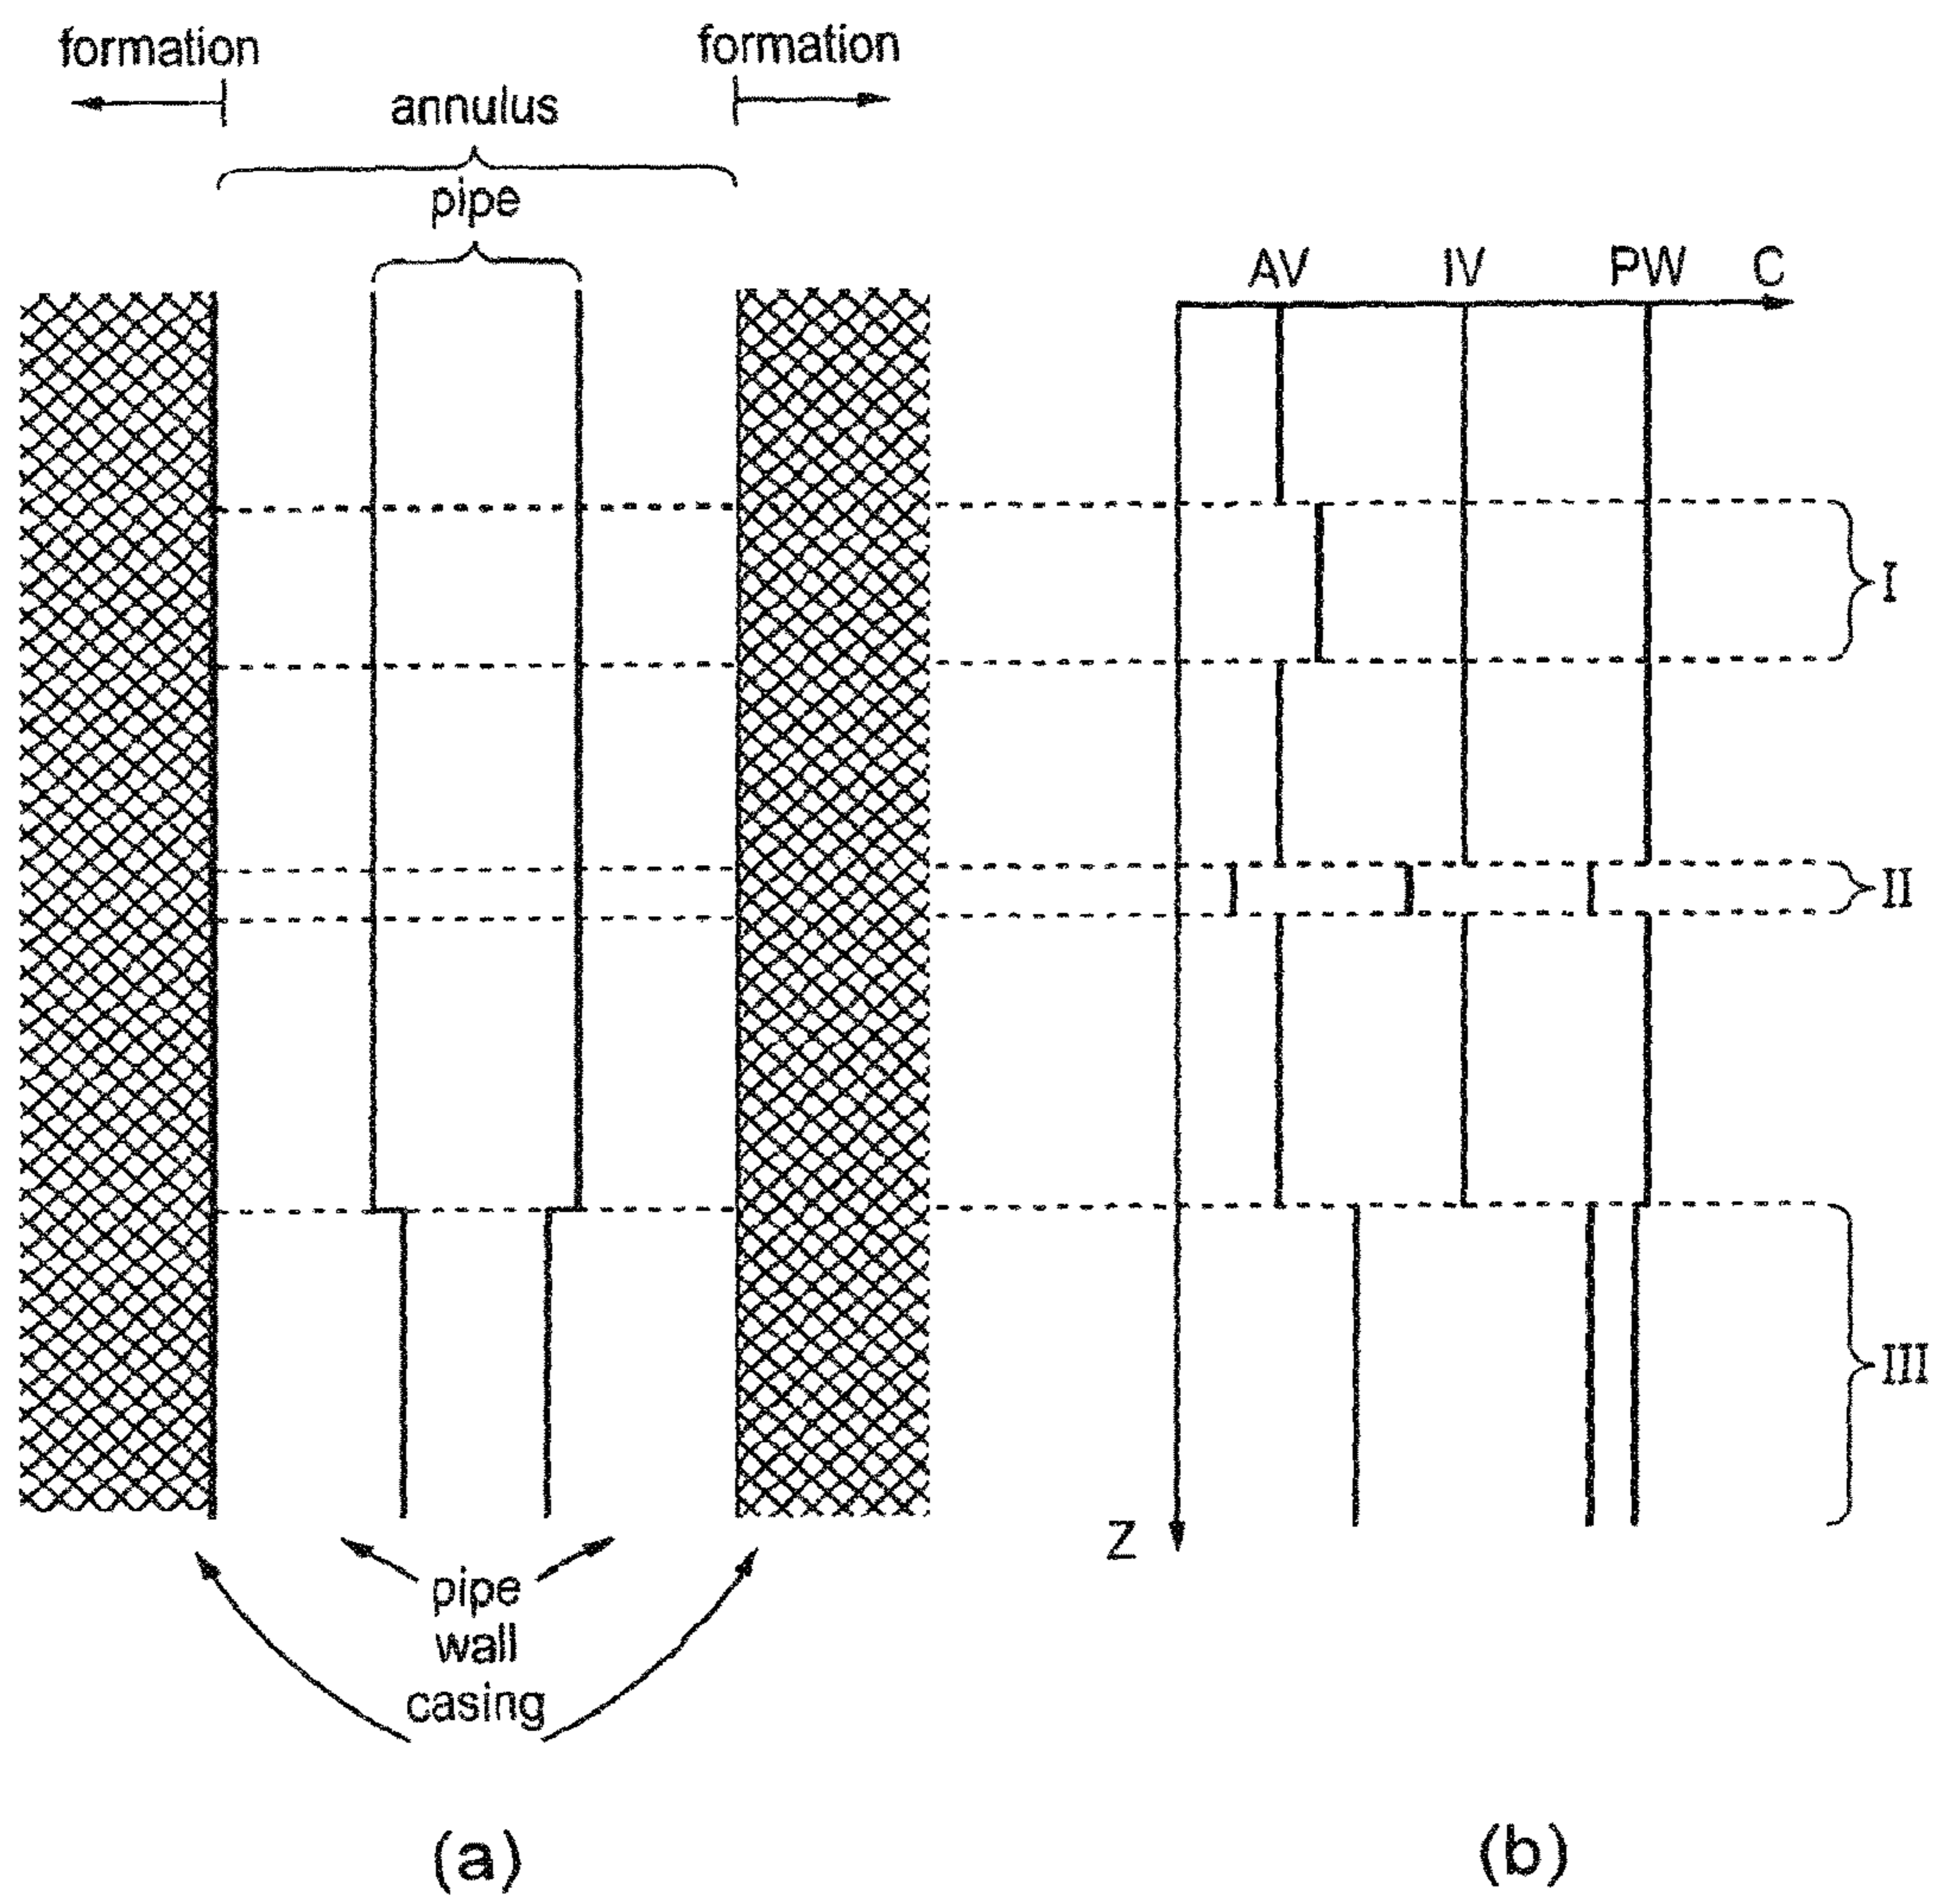 formation
formation
annulus
pipe
AV IV PW C
I
II
III
Z
pipe
wall
casing
(a)
(b)